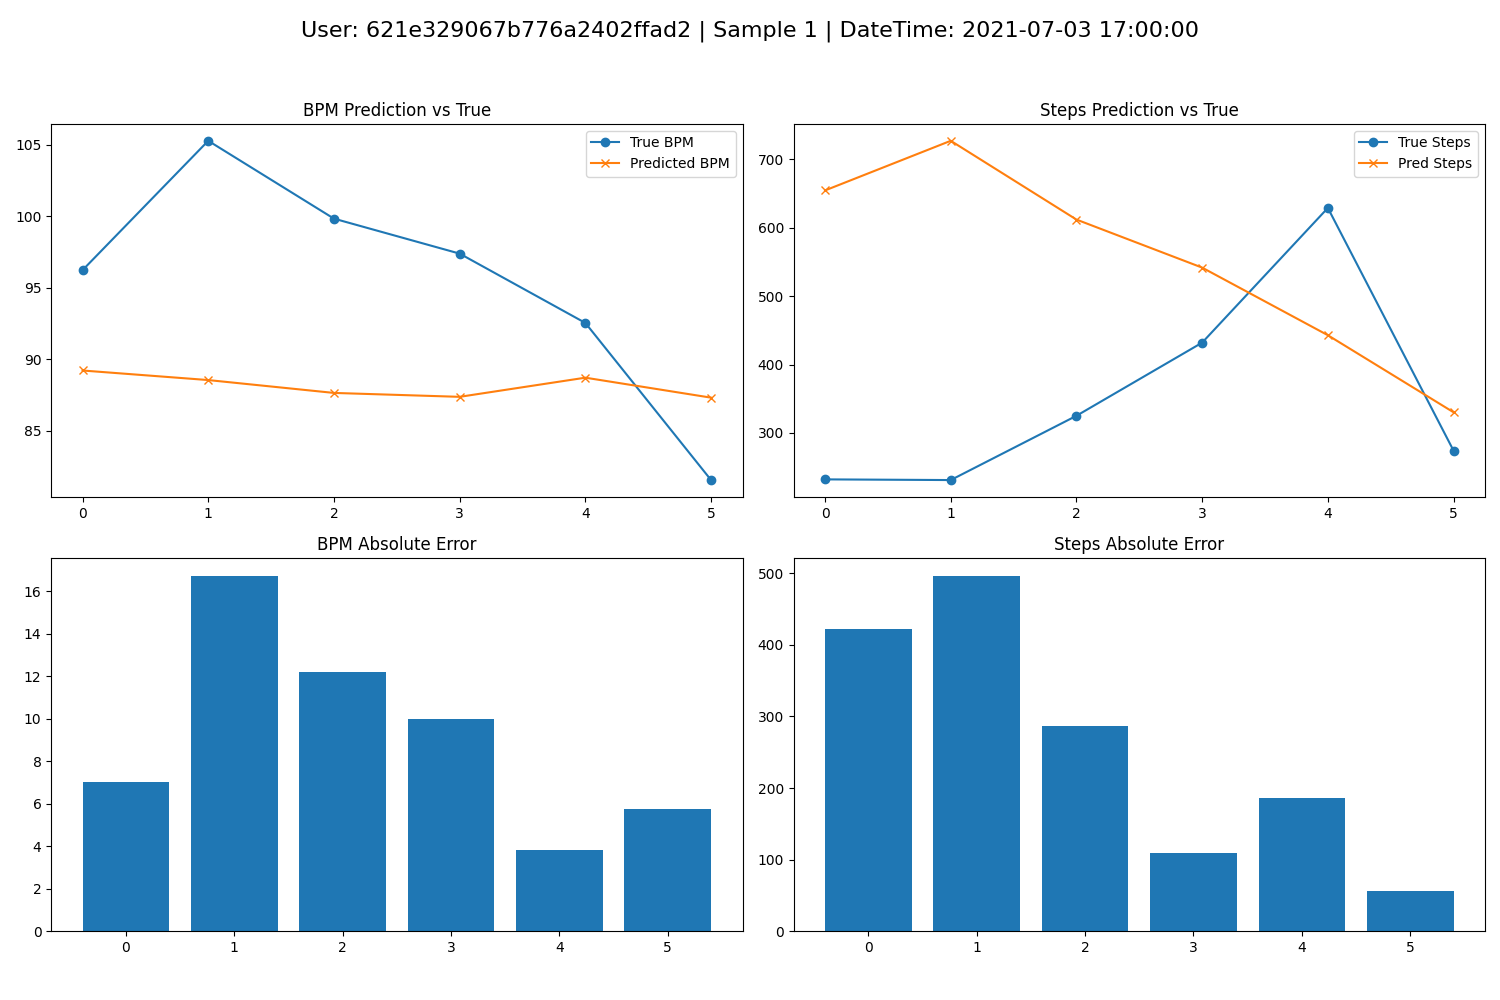 User: 621e329067b776a2402ffad2 | Sample 1 | DateTime: 2021-07-03 17:00:00
BPM Prediction vs True
True BPM
Predicted BPM
105
100
95
90
85
0 1 2 3 4 5
Steps Prediction vs True
True Steps
Pred Steps
700
600
500
400
300
0 1 2 3 4 5
BPM Absolute Error
16
14
12
10
8
6
4
2
0
0 1 2 3 4 5
Steps Absolute Error
500
400
300
200
100
0
0 1 2 3 4 5